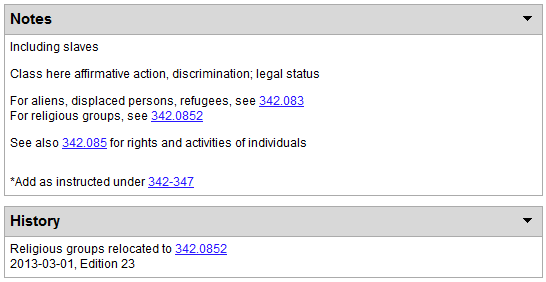 Notes
Including slaves
Class here affirmative action, discrimination; legal status
For aliens, displaced persons, refugees, see 342.083
For religious groups, see 342.0852
See also 342.085 for rights and activities of individuals
*Add as instructed under 342-347
History
Religious groups relocated to 342.0852
2013-03-01, Edition 23